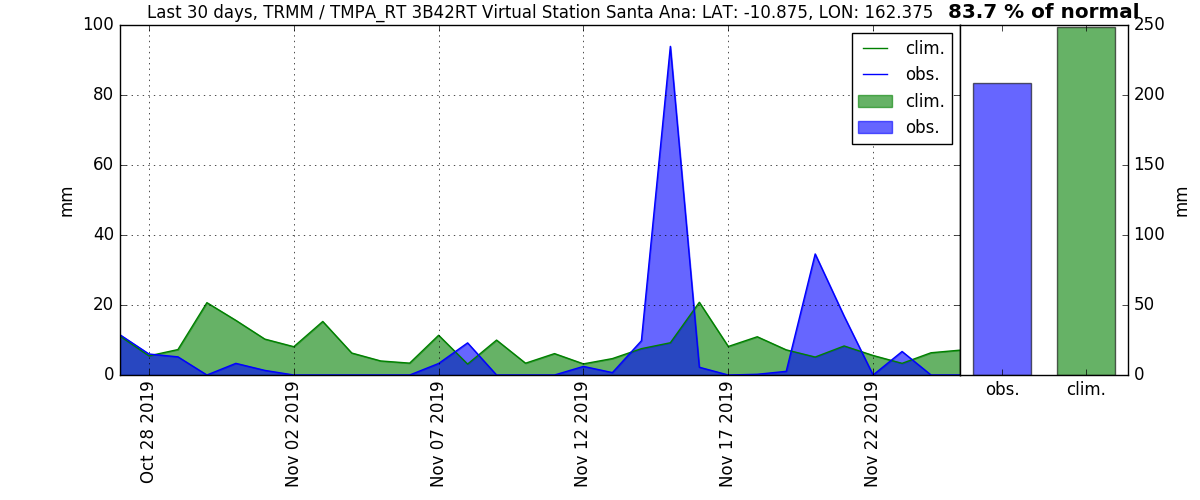 Last 30 days, TRMM / TMPA_RT 3B42RT Virtual Station Santa Ana: LAT: -10.875, LON: 162.375
83.7 % of normal
100
80
60
40
20
0
mm
clim.
obs.
clim.
obs.
Oct 28 2019
Nov 02 2019
Nov 07 2019
Nov 12 2019
Nov 17 2019
Nov 22 2019
250
200
150
100
50
0
mm
obs.
clim.